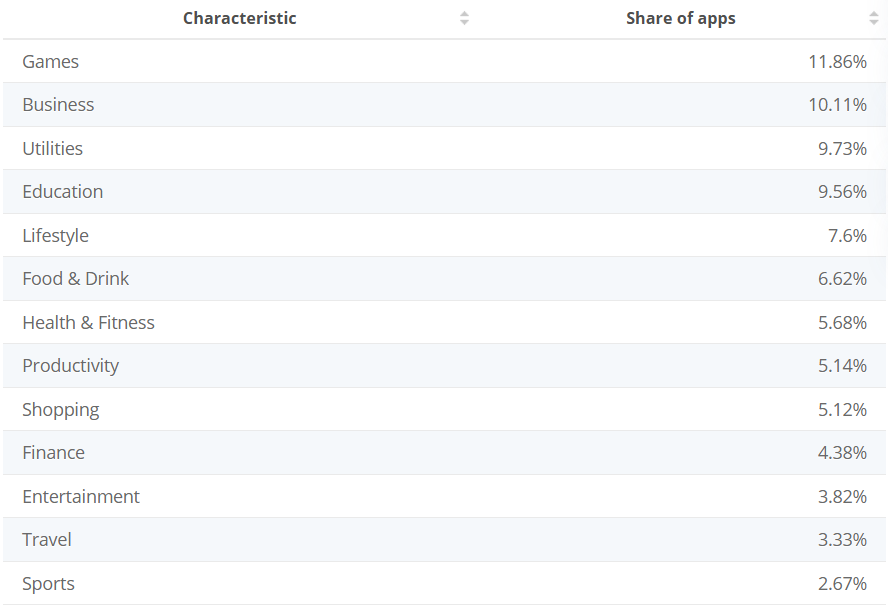 Characteristic Share of apps
Games 11.86%
Business 10.11%
Utilities 9.73%
Education 9.56%
Lifestyle 7.6%
Food & Drink 6.62%
Health & Fitness 5.68%
Productivity 5.14%
Shopping 5.12%
Finance 4.38%
Entertainment 3.82%
Travel 3.33%
Sports 2.67%